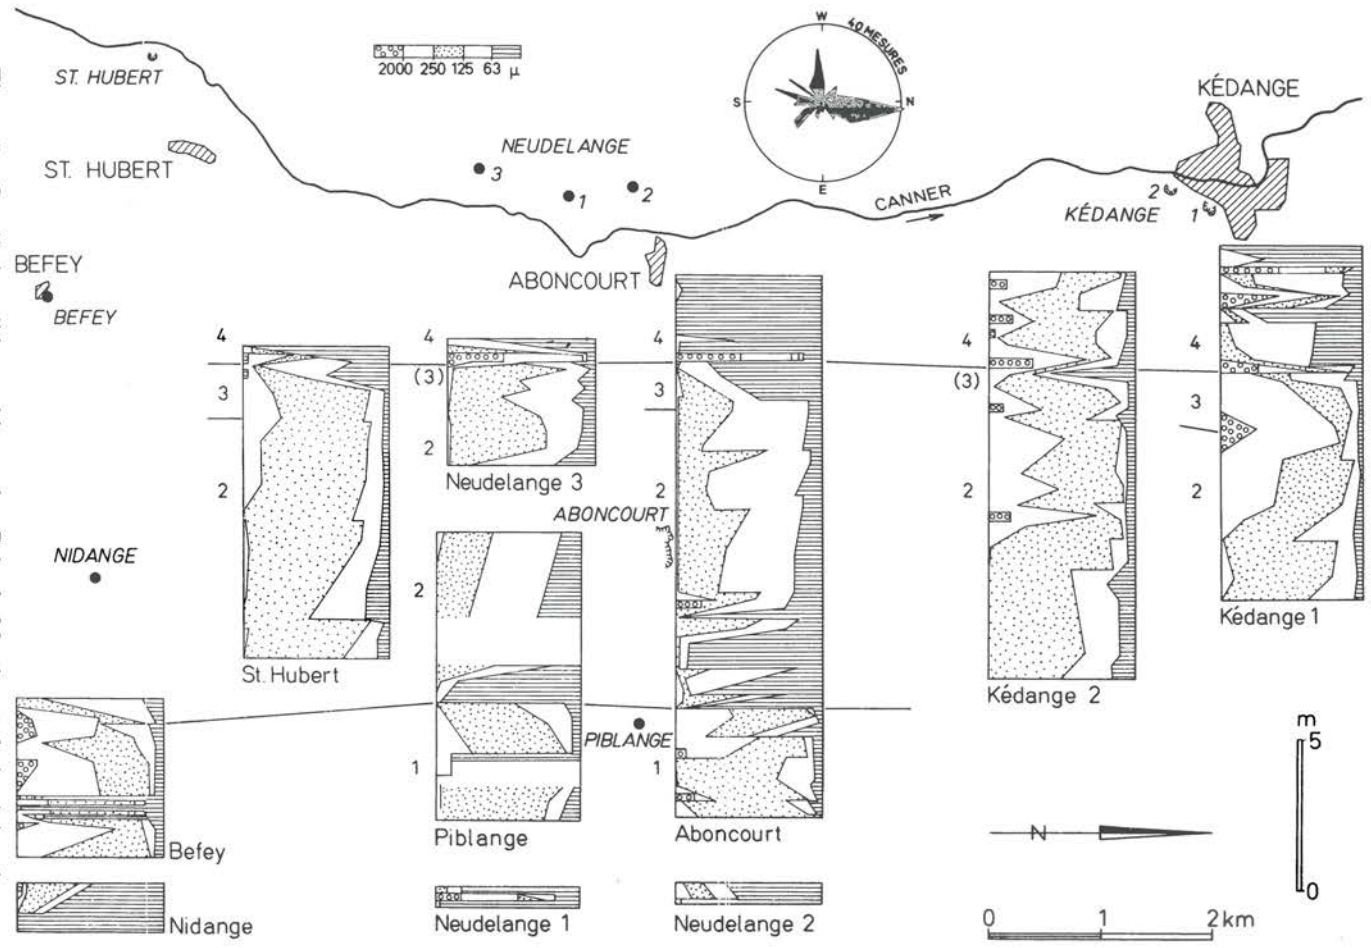 W
40 MESURES
S
N
E
2000 250 125 63 µ
ST. HUBERT
ST. HUBERT
NEUDELANGE
3
1
2
KÉDANGE
2
KÉDANGE
1
CANNER
BEFEY
BEFEY
ABONCOURT
4
3
2
St. Hubert
4
(3)
2
Neudelange 3
4
3
2
1
Aboncourt
ABONCOURT
4
(3)
2
Kédange 2
4
3
2
Kédange 1
NIDANGE
2
1
Piblange
PIBLANGE
Befey
Nidange
Neudelange 1
Neudelange 2
N
m
5
0
0 1 2 km